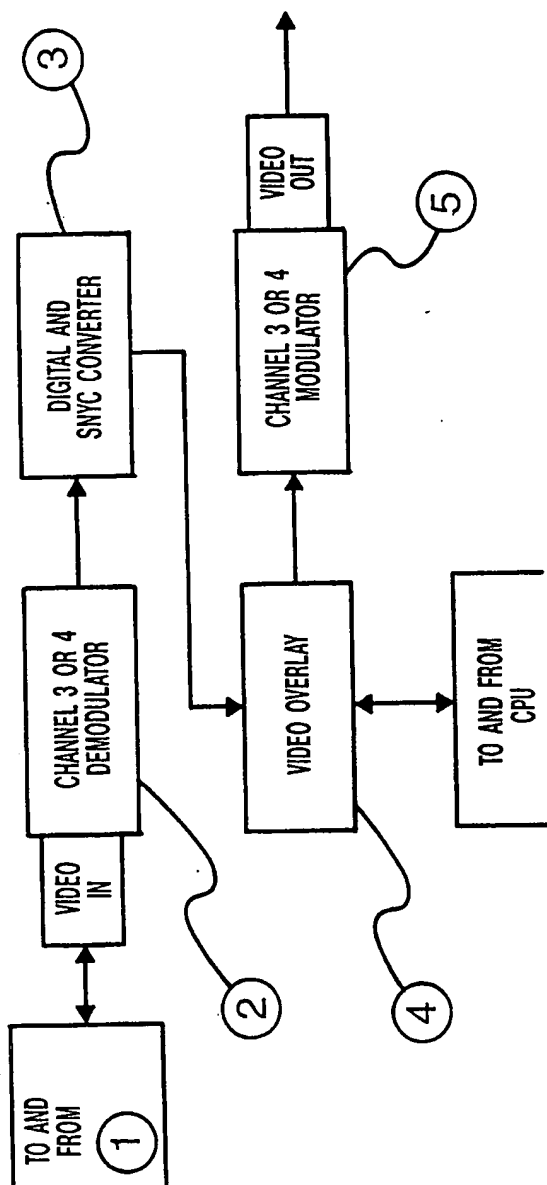 TO AND
FROM
1
VIDEO
IN
CHANNEL 3 OR 4
DEMODULATOR
2
DIGITAL AND
SNYC CONVERTER
3
VIDEO OVERLAY
4
TO AND FROM
CPU
CHANNEL 3 OR 4
MODULATOR
5
VIDEO
OUT